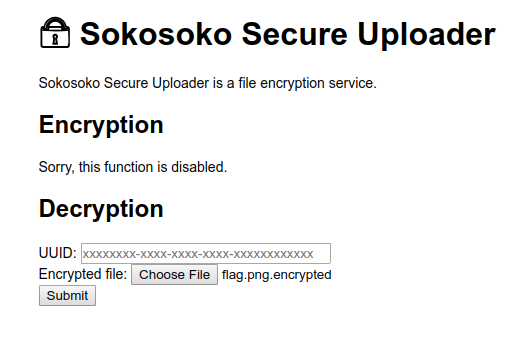 Sokosoko Secure Uploader
Sokosoko Secure Uploader is a file encryption service.
Encryption
Sorry, this function is disabled.
Decryption
UUID: xxxxxxxx-xxxx-xxxx-xxxx-xxxxxxxxxxxx
Encrypted file: Choose File flag.png.encrypted
Submit